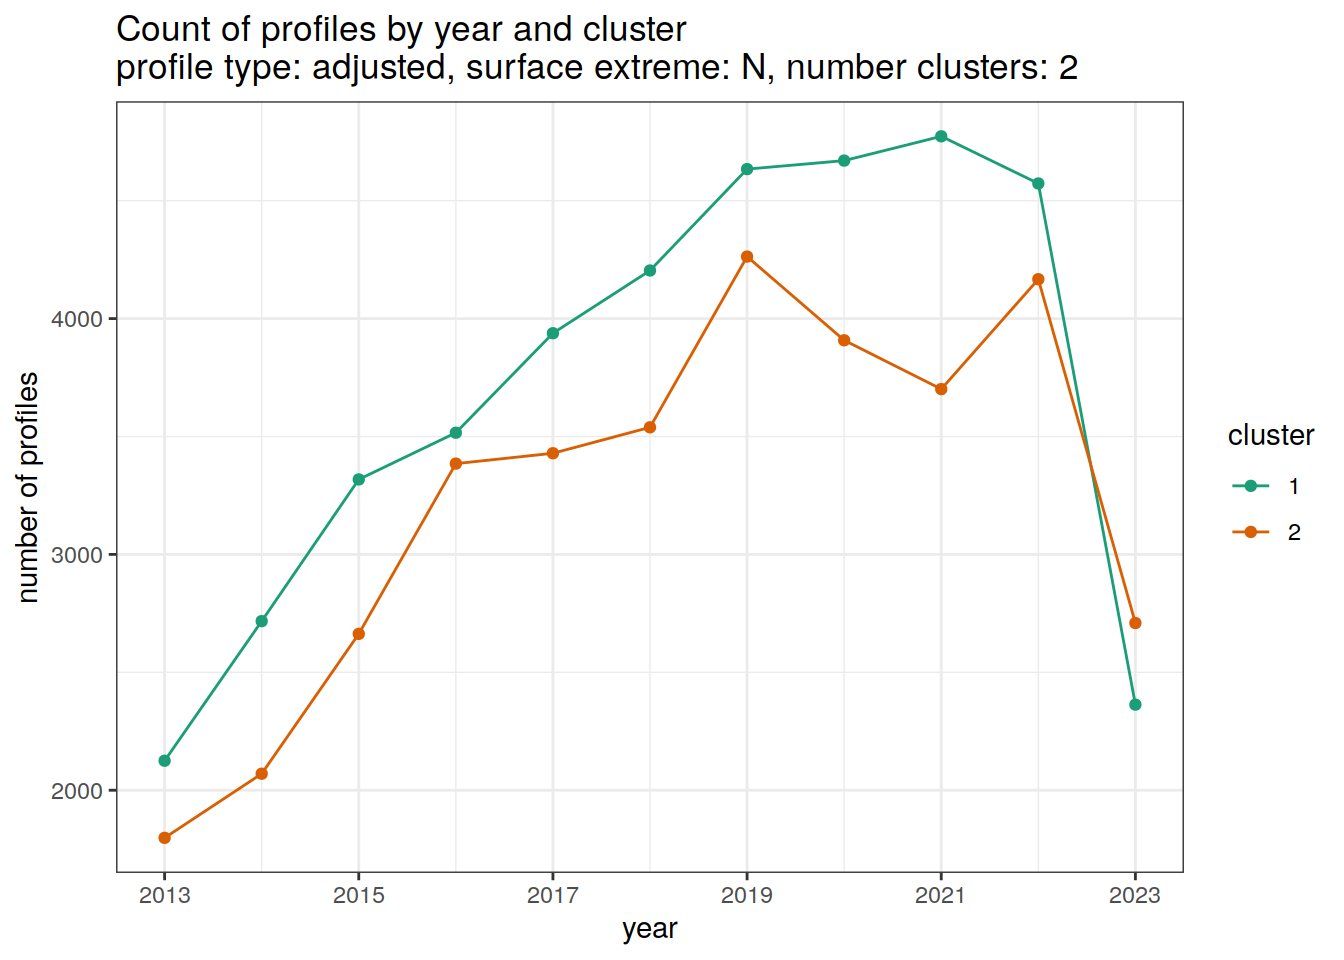 Count of profiles by year and cluster
profile type: adjusted, surface extreme: N, number clusters: 2
4000
3000
2000
number of profiles
2013
2015
2017
2019
2021
2023
year
cluster
1
2